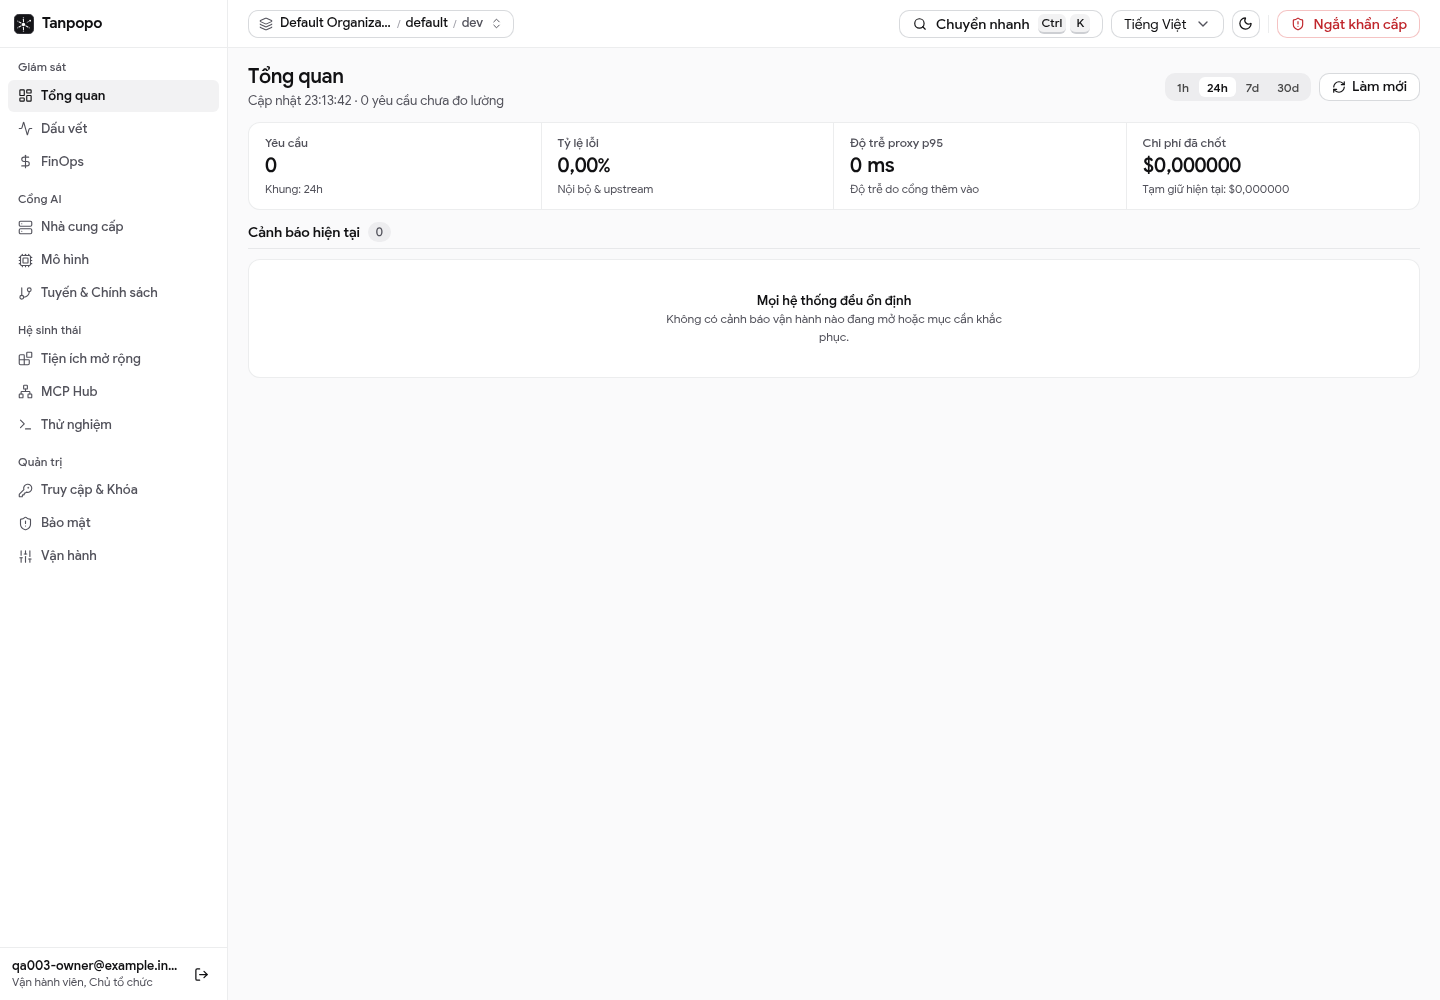 Tanpopo
Default Organiza... / default / dev
Chuyển nhanh Ctrl K
Tiếng Việt
Ngắt khẩn cấp
Giám sát
Tổng quan
Dấu vết
FinOps
Cổng AI
Nhà cung cấp
Mô hình
Tuyến & Chính sách
Hệ sinh thái
Tiện ích mở rộng
MCP Hub
Thử nghiệm
Quản trị
Truy cập & Khóa
Bảo mật
Vận hành
qa003-owner@example.in...
Vận hành viên, Chủ tổ chức
Tổng quan
Cập nhật 23:13:42 · 0 yêu cầu chưa đo lường
1h 24h 7d 30d
Làm mới
Yêu cầu
0
Khung: 24h
Tỷ lệ lỗi
0,00%
Nội bộ & upstream
Độ trễ proxy p95
0 ms
Độ trễ do cổng thêm vào
Chi phí đã chốt
$0,000000
Tạm giữ hiện tại: $0,000000
Cảnh báo hiện tại 0
Mọi hệ thống đều ổn định
Không có cảnh báo vận hành nào đang mở hoặc mục cần khắc
phục.